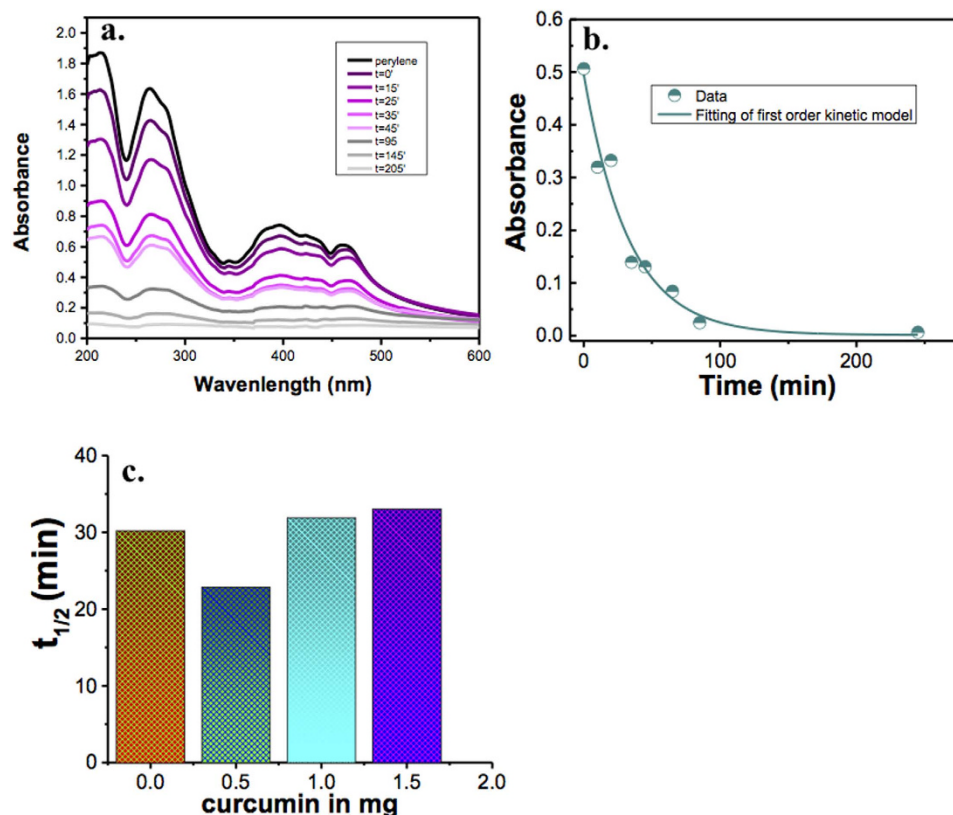 a.
2.0
1.8
1.6
1.4
1.2
1.0
0.8
0.6
0.4
0.2
0.0
Absorbance
perylene
t=0'
t=15'
t=25'
t=35'
t=45'
t=95
t=145'
t=205'
200 300 400 500 600
Wavenlength (nm)
b.
0.6
0.5
0.4
0.3
0.2
0.1
0.0
Absorbance
Data
Fitting of first order kinetic model
0 100 200
Time (min)
c.
40
30
20
10
0
t1/2 (min)
0.0 0.5 1.0 1.5 2.0
curcumin in mg